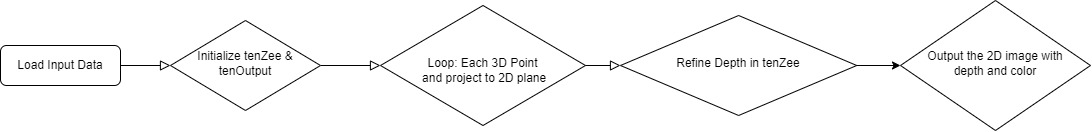 Load Input Data
Initialize tenZee &
tenOutput
Loop: Each 3D Point
and project to 2D plane
Refine Depth in tenZee
Output the 2D image with
depth and color